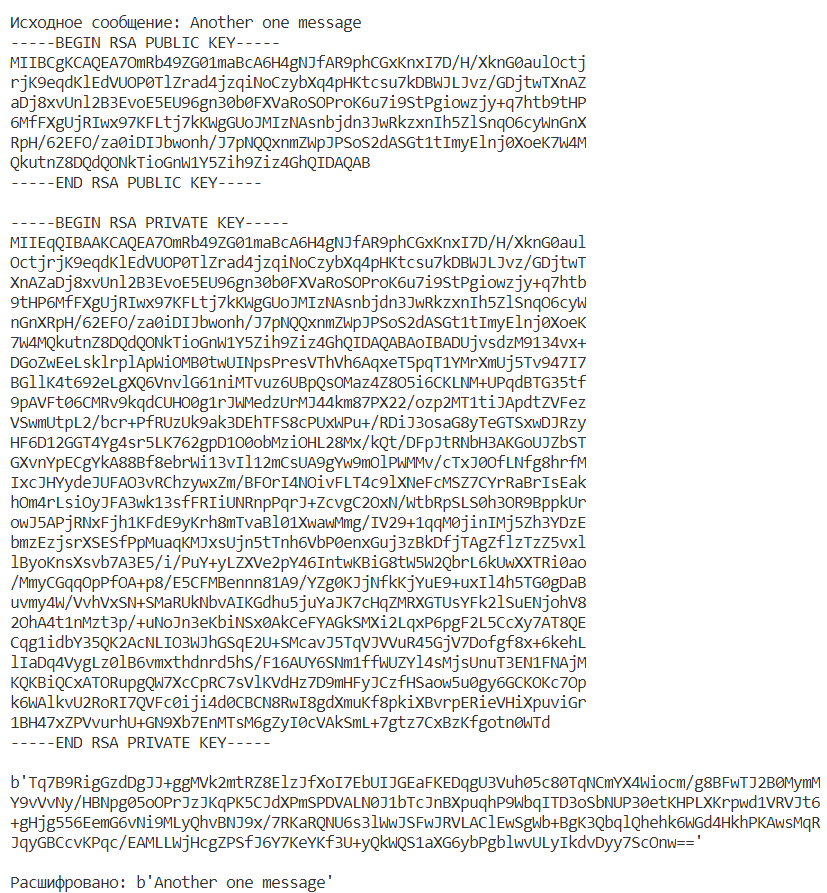 Исходное сообщение: Another one message
-----BEGIN RSA PUBLIC KEY-----
MIIBCgKCAQEA7OmRb49ZG01maBcA6H4gNJfAR9phCGxKnxI7D/H/XknG0aulOctj
rjK9eqdKlEdVUOP0TlZrad4jzqiNoCzybXq4pHKtcsu7kDBWJLJvz/GDjtwTXnAZ
aDj8xvUnl2B3EvoE5EU96gn30b0FXVaRoSOProK6u7i9StPgiowzjy+q7htb9tHP
6MfFXgUjRIwx97KFLtj7kKWgGUoJMIzNAsnbjdn3JwRkzxnIh5ZlSnqO6cyWnGnX
RpH/62EFO/za0iDIJbwonh/J7pNQQxnmZWpJPSoS2dASGt1tImyElnj0XoeK7W4M
QkutnZ8DQdQONkTioGnW1Y5Zih9Ziz4GhQIDAQAB
-----END RSA PUBLIC KEY-----
-----BEGIN RSA PRIVATE KEY-----
MIIEqQIBAAKCAQEA7OmRb49ZG01maBcA6H4gNJfAR9phCGxKnxI7D/H/XknG0aul
OctjrjK9eqdKlEdVUOP0TlZrad4jzqiNoCzybXq4pHKtcsu7kDBWJLJvz/GDjtwT
XnAZaDj8xvUnl2B3EvoE5EU96gn30b0FXVaRoSOProK6u7i9StPgiowzjy+q7htb
9tHP6MfFXgUjRIwx97KFLtj7kKWgGUoJMIzNAsnbjdn3JwRkzxnIh5ZlSnqO6cyW
nGnXRpH/62EFO/za0iDIJbwonh/J7pNQQxnmZWpJPSoS2dASGt1tImyElnj0XoeK
7W4MQkutnZ8DQdQONkTioGnW1Y5Zih9Ziz4GhQIDAQABAoIBADUjvsdzM9134vx+
DGoZwEeLsklrplApWiOMB0twUINpsPresVThVh6AqxeT5pqT1YMrXmUj5Tv947I7
BGllK4t692eLgXQ6VnvlG61niMTvuz6UBpQsOMaz4Z8O5i6CKLNM+UPqdBTG35tf
9pAVFt06CMRv9kqdCUHO0g1rJWMedzUrMJ44km87PX22/ozp2MT1tiJApdtZVFez
VSwmUtpL2/bcr+PfRUzUk9ak3DEhTFS8cPUxWPu+/RDiJ3osaG8yTeGTSxwDJRzy
HF6D12GGT4Yg4sr5LK762gpD1O0obMziOHL28Mx/kQt/DFpJtRNbH3AKGoUJZbST
GXvnYpECgYkA88Bf8ebrWi13vIl12mCsUA9gYw9mOlPWMMv/cTxJ0OfLNfg8hrfM
IxcJHYydeJUFAO3vRChzywxZm/BFOrI4NOivFLT4c9lXNeFcMSZ7CYrRaBrIsEak
hOm4rLsiOyJFA3wk13sfFRIiUNRnpPqrJ+ZcvgC2OxN/WtbRpSLS0h3OR9BppkUr
owJ5APjRNxFjh1KFdE9yKrh8mTvaBl01XwawMmg/IV29+1qqM0jinIMj5Zh3YDzE
bmzEzjsrXSESfPpMuaqKMJxsUjn5tTnh6VbP0enxGuj3zBkDfjTAgZflzTzZ5vxl
lByoKnsXsvb7A3E5/i/PuY+yLZXVe2pY46IntwKBiG8tW5W2QbrL6kUwXXTRi0ao
/MmyCGqqOpPfOA+p8/E5CFMBennn81A9/YZg0KJjNfkKjYuE9+uxIl4h5TG0gDaB
uvmy4W/VvhVxSN+SMaRUkNbvAIKGdhu5juYaJK7cHqZMRXGTUsYFk2lSuENjohV8
2OhA4t1nMzt3p/+uNoJn3eKbiNSx0AkCeFYAGkSMXi2LqxP6pgF2L5CcXy7AT8QE
Cqg1idbY35QK2AcNLIO3WJhGSqE2U+SMcavJ5TqVJVVuR45GjV7Dofgf8x+6kehL
lIaDq4VygLz0lB6vmxthdnrd5hS/F16AUY6SNm1ffWUZYl4sMjsUnuT3EN1FNAjM
KQKBiQCxATORupgQW7XcCpRC7sVlKVdHz7D9mHFyJCzfHSaow5u0gy6GCKOKc7Op
k6WAlkvU2RoRI7QVFc0iji4d0CBCN8RwI8gdXmuKf8pkiXBvrpERieVHiXpuviGr
1BH47xZPVvurhU+GN9Xb7EnMTsM6gZyI0cVAkSmL+7gtz7CxBzKfgotn0WTd
-----END RSA PRIVATE KEY-----
b'Tq7B9RigGzdDgJJ+ggMVk2mtRZ8ElzJfXoI7EbUIJGEaFKEDqgU3Vuh05c80TqNCmYX4Wiocm/g8BFwTJ2B0MymM
Y9vVvNy/HBNpg05oOPrJzJKqPK5CJdXPmSPDVALN0J1bTcJnBXpuqhP9WbqITD3oSbNUP30etKHPLXKrpwd1VRVJt6
+gHjg556EemG6vNi9MLyQhvBNJ9x/7RKaRQNU6s3lWwJSFwJRVLAClEwSgWb+BgK3QbqlQhehk6WGd4HkhPKAwsMqR
JqyGBCcvKPqc/EAMLLWjHcgZPSfJ6Y7KeYKf3U+yQkWQS1aXG6ybPgblwvULyIkdvDyy7ScOnw=='
Расшифровано: b'Another one message'